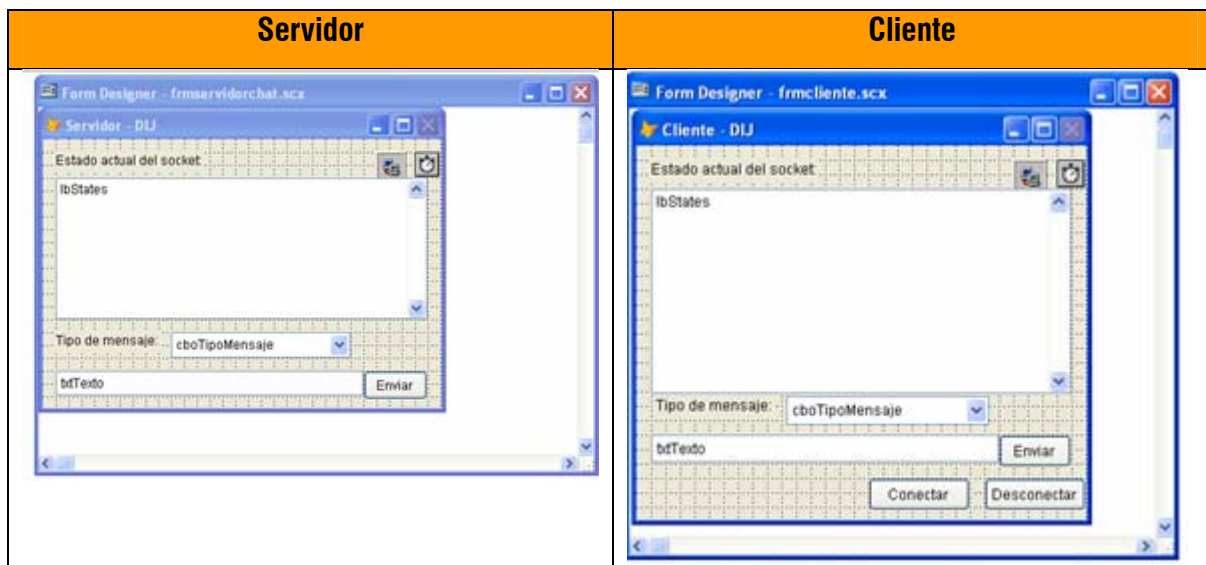 Servidor
Cliente
Form Designer - frmservidorchat.scx
Servidor - DIJ
Estado actual del socket
lbStates
Tipo de mensaje:
cboTipoMensaje
txtTexto
Enviar
Form Designer - frmcliente.scx
Cliente - DIJ
Estado actual del socket
lbStates
Tipo de mensaje:
cboTipoMensaje
txtTexto
Enviar
Conectar
Desconectar